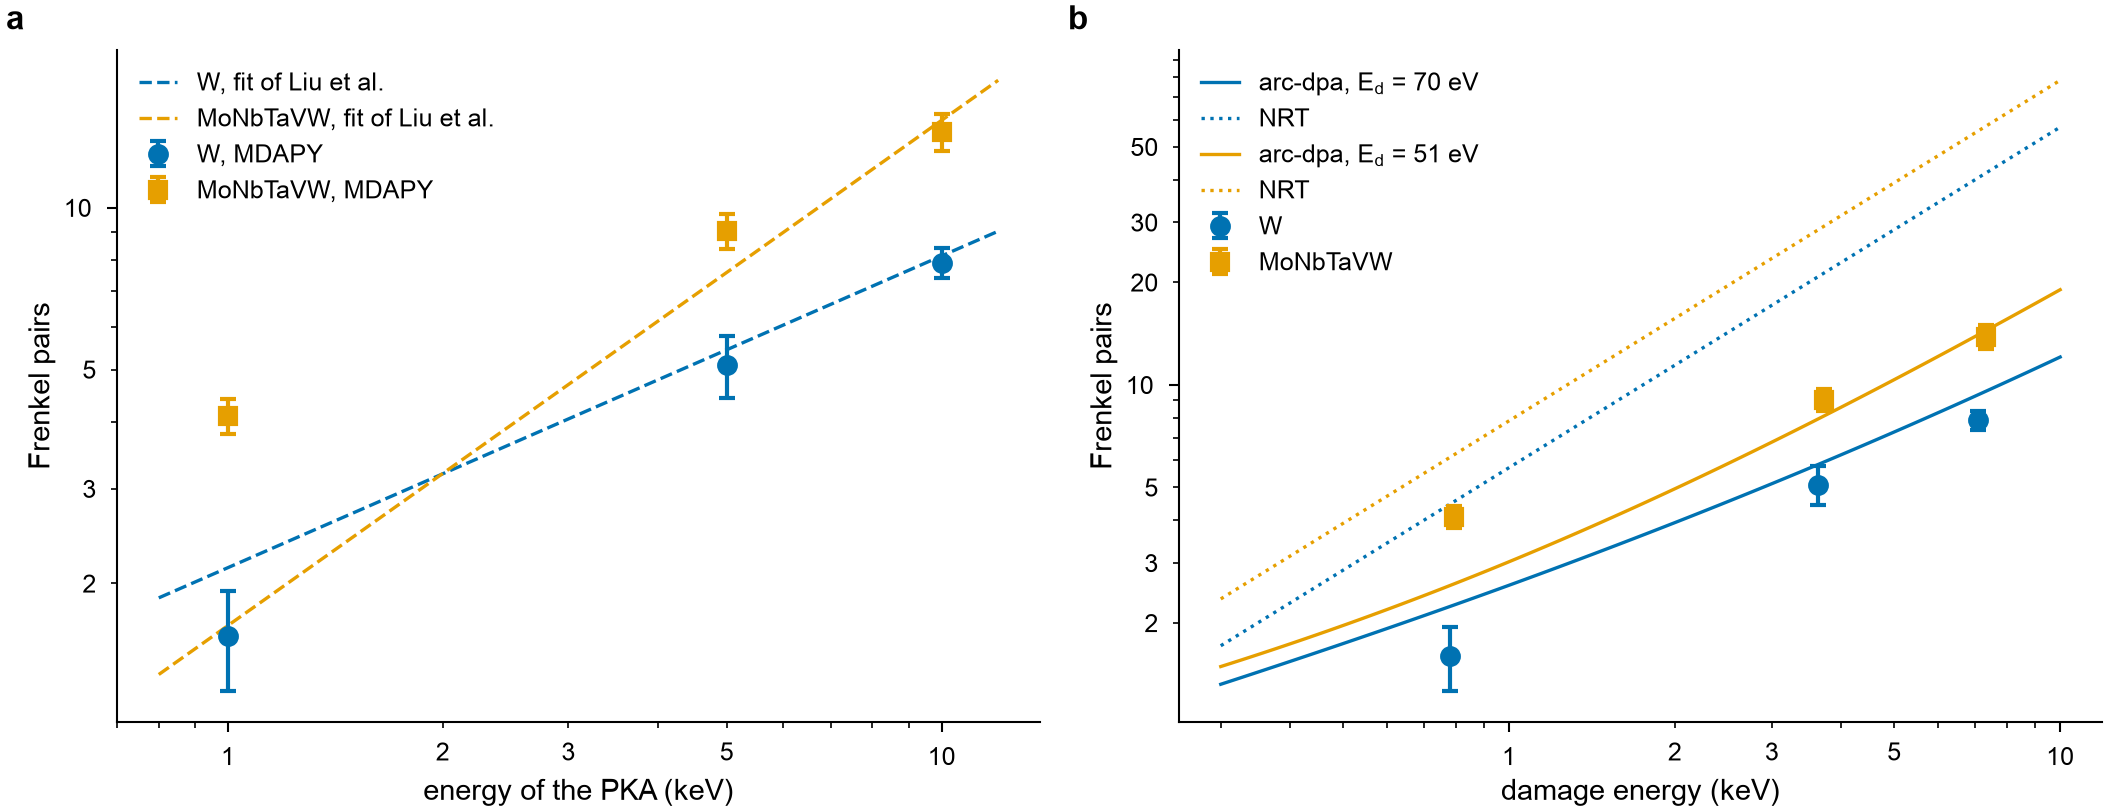 a
W, fit of Liu et al.
MoNbTaVW, fit of Liu et al.
W, MDAPY
MoNbTaVW, MDAPY
10
5
3
2
1
2
3
5
10
Frenkel pairs
energy of the PKA (keV)
b
arc-dpa, E_d = 70 eV
NRT
arc-dpa, E_d = 51 eV
NRT
W
MoNbTaVW
50
30
20
10
5
3
2
1
2
3
5
10
Frenkel pairs
damage energy (keV)